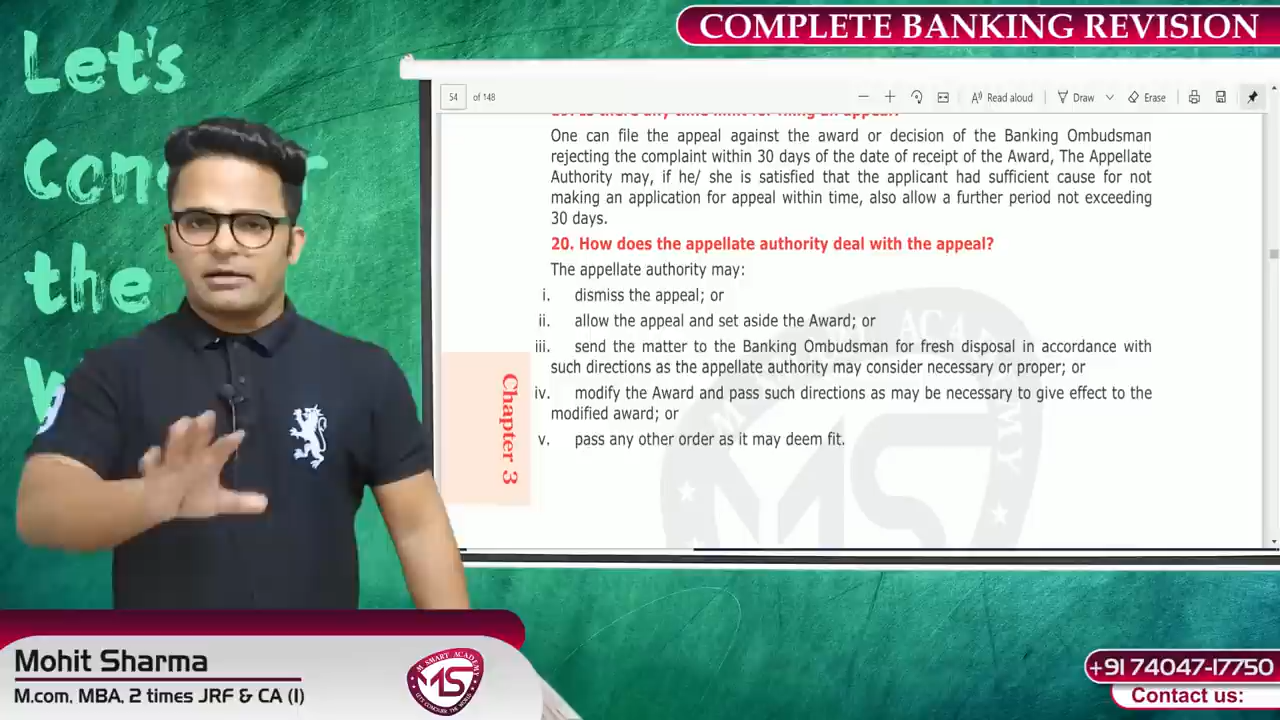 COMPLETE BANKING REVISION
Let's
the
54 of 148
Read aloud
Draw
Erase
One can file the appeal against the award or decision of the Banking Ombudsman
rejecting the complaint within 30 days of the date of receipt of the Award, The Appellate
Authority may, if he/ she is satisfied that the applicant had sufficient cause for not
making an application for appeal within time, also allow a further period not exceeding
30 days.
20. How does the appellate authority deal with the appeal?
The appellate authority may:
i. dismiss the appeal; or
ii. allow the appeal and set aside the Award; or
iii. send the matter to the Banking Ombudsman for fresh disposal in accordance with
such directions as the appellate authority may consider necessary or proper; or
iv. modify the Award and pass such directions as may be necessary to give effect to the
modified award; or
v. pass any other order as it may deem fit.
Chapter 3
MS
Mohit Sharma
M.com, MBA, 2 times JRF & CA (I)
M SMART ACADEMY
MS
LET'S CONCURE THE WORLD
+91 74047-17750
Contact us: